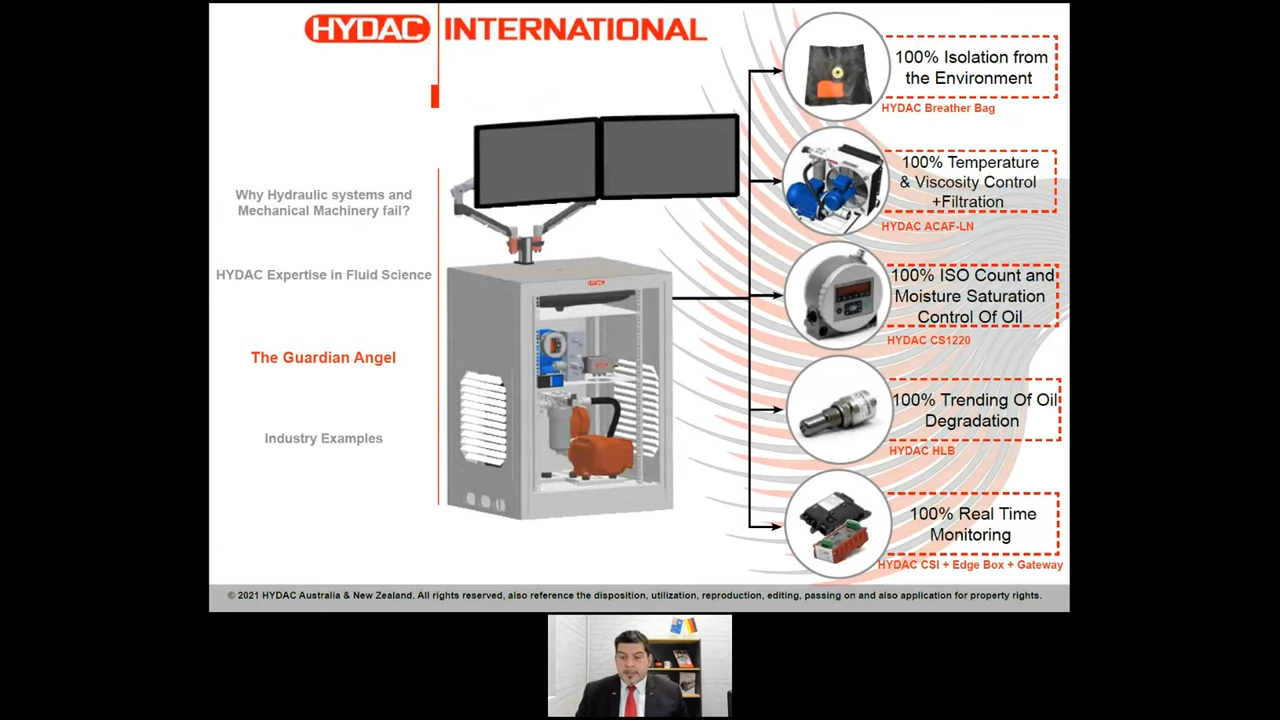 HYDAC INTERNATIONAL
Why Hydraulic systems and
Mechanical Machinery fail?
HYDAC Expertise in Fluid Science
The Guardian Angel
Industry Examples
HYDAC
100% Isolation from
the Environment
HYDAC Breather Bag
100% Temperature
& Viscosity Control
+Filtration
HYDAC ACAF-LN
100% ISO Count and
Moisture Saturation
Control Of Oil
HYDAC CS1220
100% Trending Of Oil
Degradation
HYDAC HLB
100% Real Time
Monitoring
HYDAC CSI + Edge Box + Gateway
© 2021 HYDAC Australia & New Zealand. All rights reserved, also reference the disposition, utilization, reproduction, editing, passing on and also application for property rights.